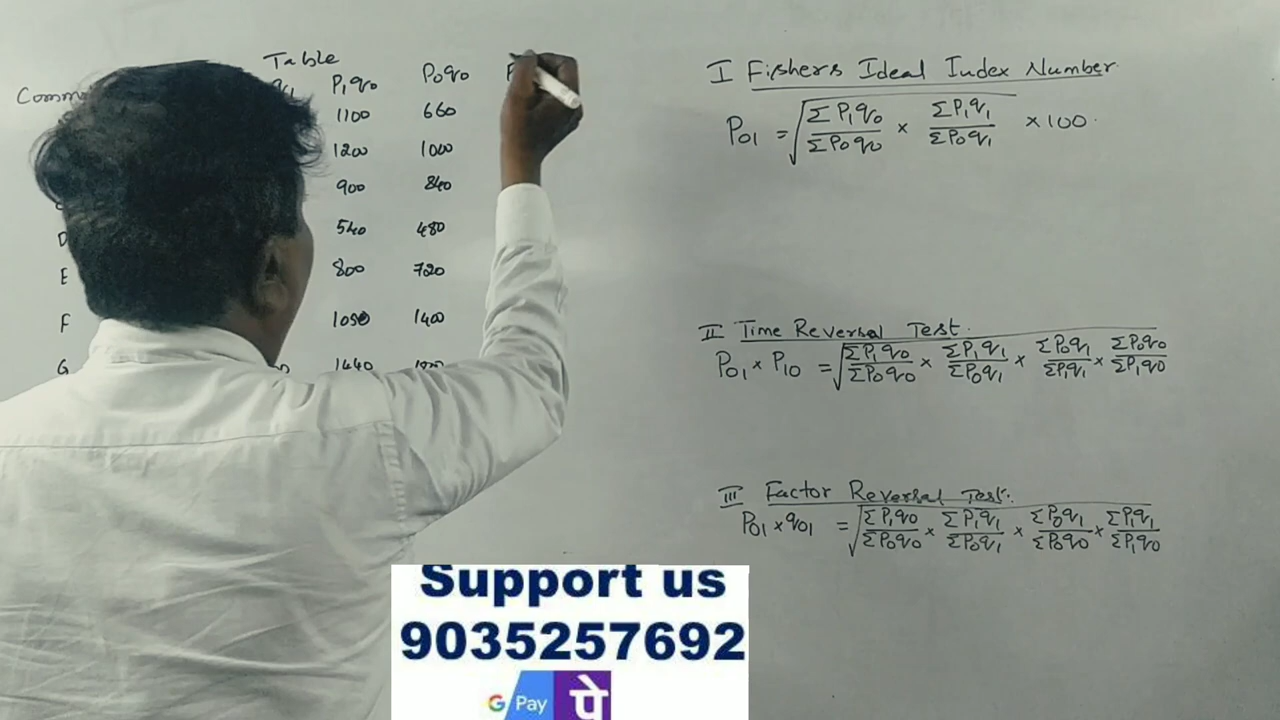 Table
P₁q₀ P₀q₀
1100 660
1200 1000
900 840
D 540 480
E 800 720
F 1050 1400
G 1440
I Fishers Ideal Index Number
P₀₁ = √ΣP₁q₀/ΣP₀q₀ × ΣP₁q₁/ΣP₀q₁ ×100
II Time Reversal Test.
P₀₁ × P₁₀ = √ΣP₁q₀/ΣP₀q₀ × ΣP₁q₁/ΣP₀q₁ × ΣP₀q₁/ΣP₁q₁ × ΣP₀q₀/ΣP₁q₀
III Factor Reversal Test.
P₀₁ × q₀₁ = √ΣP₁q₀/ΣP₀q₀ × ΣP₁q₁/ΣP₀q₁ × ΣP₀q₁/ΣP₀q₀ × ΣP₁q₁/ΣP₁q₀
Support us
9035257692
G Pay पे